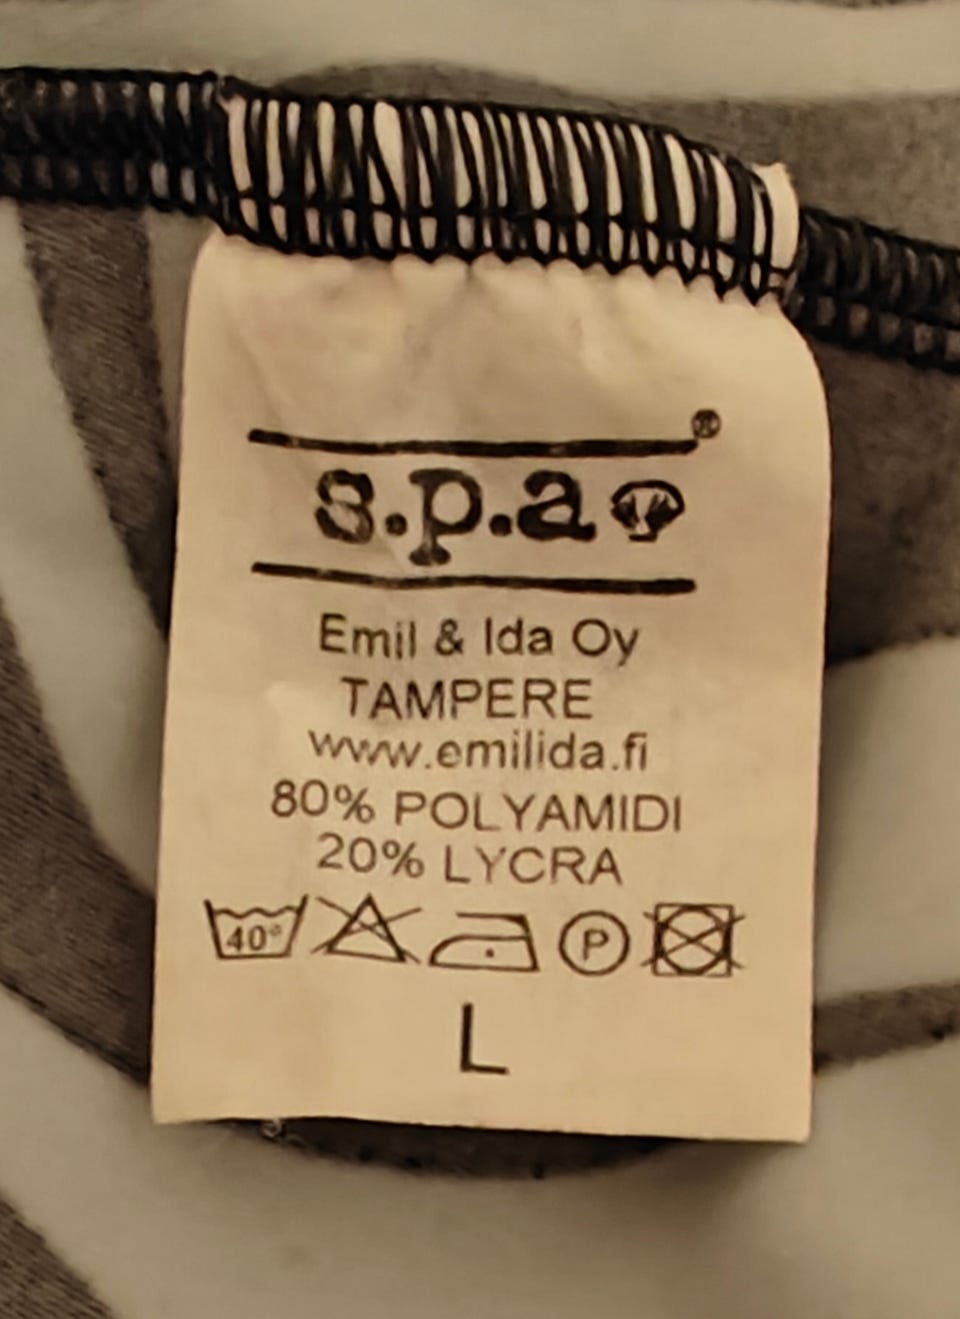 s.p.a ®
Emil & Ida Oy
TAMPERE
www.emilida.fi
80% POLYAMIDI
20% LYCRA
40° P
L